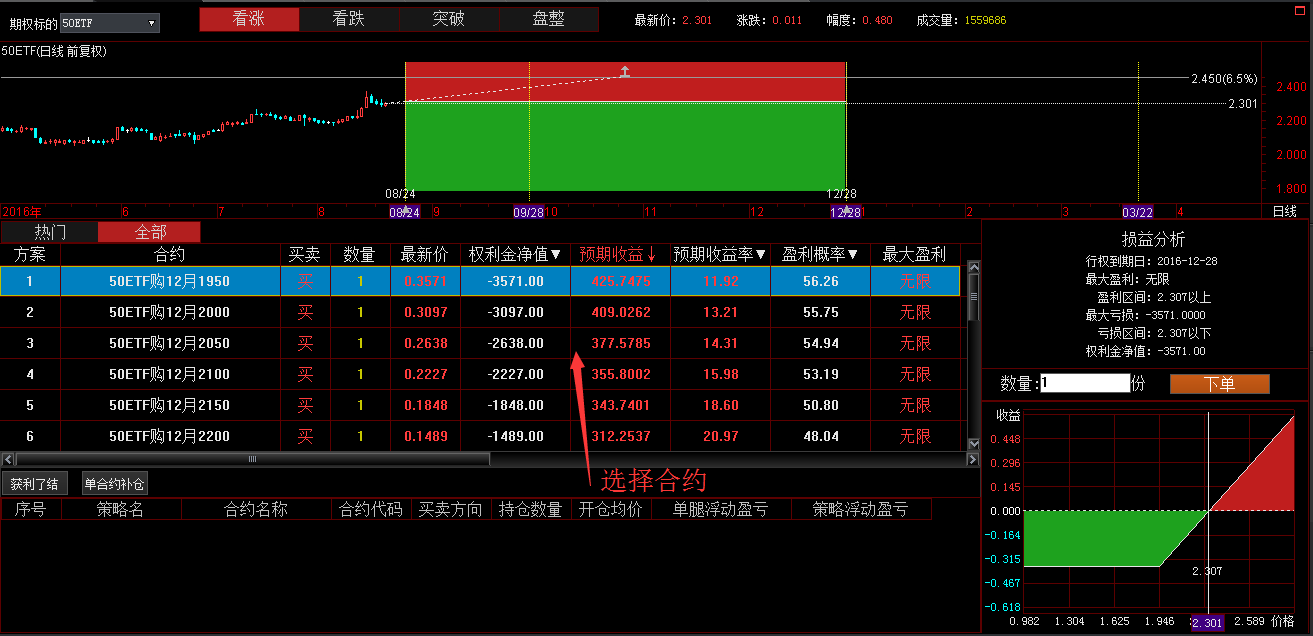 期权标的 50ETF 看涨 看跌 突破 盘整 最新价: 2.301 涨跌: 0.011 幅度: 0.480 成交量: 1559686
50ETF(日线 前复权)
2.450(6.5%)
2.400
2.301
2.200
2.000
1.800
08/24 12/28
2016年 6 7 8 08/24 9 09/28 10 11 12 12/28 2 3 03/22 4 日线
热门 全部
方案 合约 买卖 数量 最新价 权利金净值▼ 预期收益↓ 预期收益率▼ 盈利概率▼ 最大盈利
1 50ETF购12月1950 买 1 0.3571 -3571.00 425.7475 11.92 56.26 无限
2 50ETF购12月2000 买 1 0.3097 -3097.00 409.0262 13.21 55.75 无限
3 50ETF购12月2050 买 1 0.2638 -2638.00 377.5785 14.31 54.94 无限
4 50ETF购12月2100 买 1 0.2227 -2227.00 355.8002 15.98 53.19 无限
5 50ETF购12月2150 买 1 0.1848 -1848.00 343.7401 18.60 50.80 无限
6 50ETF购12月2200 买 1 0.1489 -1489.00 312.2537 20.97 48.04 无限
选择合约
获利了结 单合约补仓
序号 策略名 合约名称 合约代码 买卖方向 持仓数量 开仓均价 单腿浮动盈亏 策略浮动盈亏
损益分析
行权到期日: 2016-12-28
最大盈利: 无限
盈利区间: 2.307以上
最大亏损: -3571.0000
亏损区间: 2.307以下
权利金净值: -3571.00
数量: 1 份 下单
收益
0.448
0.296
0.145
0.000
-0.164
-0.315
-0.467
-0.618
2.307
0.982 1.304 1.625 1.946 2.301 2.589 价格